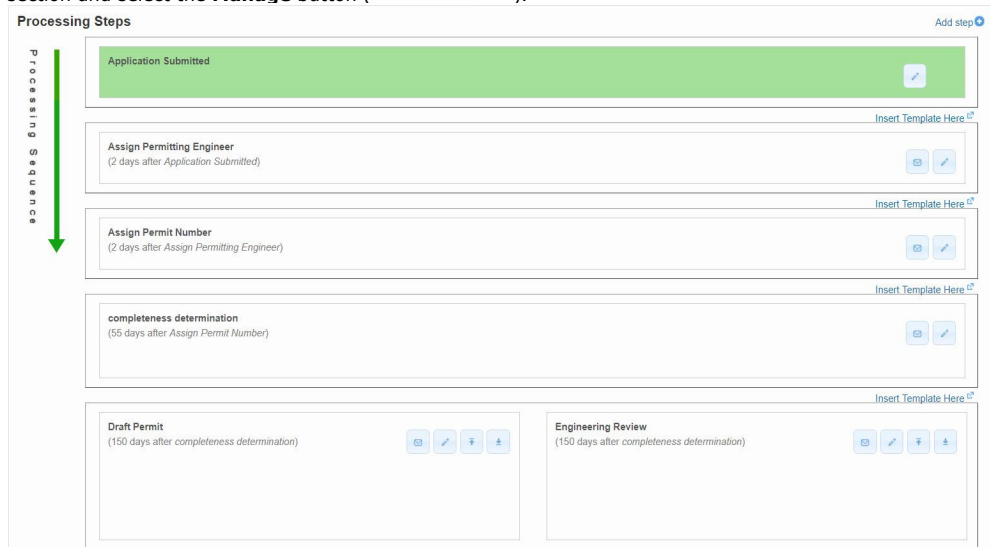 Processing Steps
Add step
Processing Sequence
Application Submitted
Insert Template Here
Assign Permitting Engineer
(2 days after Application Submitted)
Insert Template Here
Assign Permit Number
(2 days after Assign Permitting Engineer)
Insert Template Here
completeness determination
(55 days after Assign Permit Number)
Insert Template Here
Draft Permit
(150 days after completeness determination)
Engineering Review
(150 days after completeness determination)